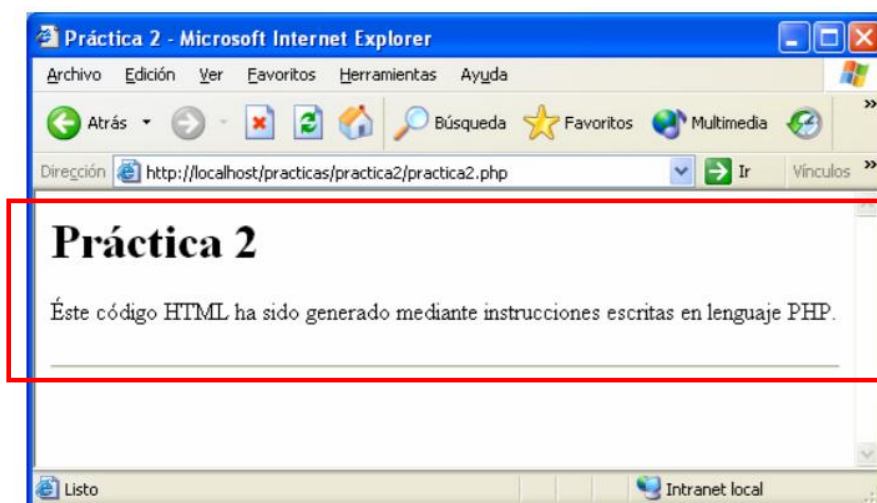 Práctica 2 - Microsoft Internet Explorer
Archivo Edición Ver Favoritos Herramientas Ayuda
Atrás Búsqueda Favoritos Multimedia »
Dirección http://localhost/practicas/practica2/practica2.php Ir Vínculos »
Práctica 2
Éste código HTML ha sido generado mediante instrucciones escritas en lenguaje PHP.
Listo Intranet local